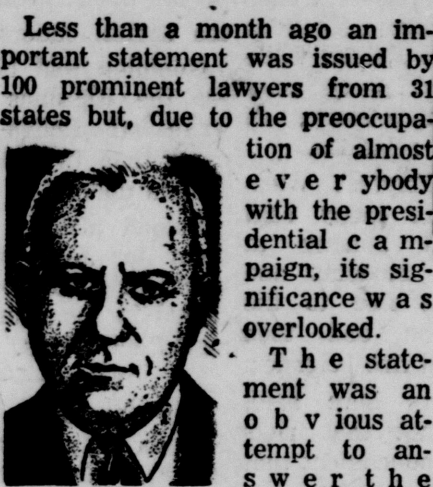 Less than a month ago an im-
portant statement was issued by
100 prominent lawyers from 31
states but, due to the preoccupa-
tion of almost
e v e r ybody
with the presi-
dential c a m-
paign, its sig-
nificance w a s
overlooked.
T h e state-
ment was an
o b v ious at-
tempt to an-
s w e r t h e